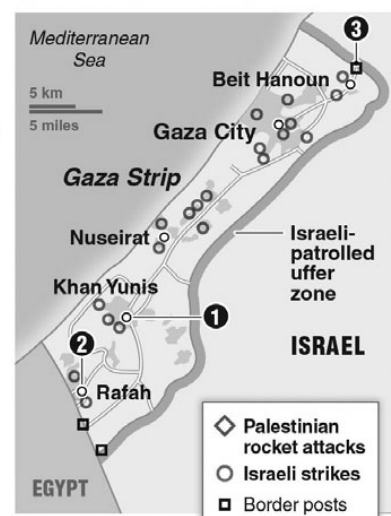 Mediterranean
Sea
3
Beit Hanoun
5 km
5 miles
Gaza City
Gaza Strip
Nuseirat
Israeli-
patrolled
uffer
zone
Khan Yunis
1
ISRAEL
2
Rafah
Palestinian
rocket attacks
Israeli strikes
EGYPT
Border posts